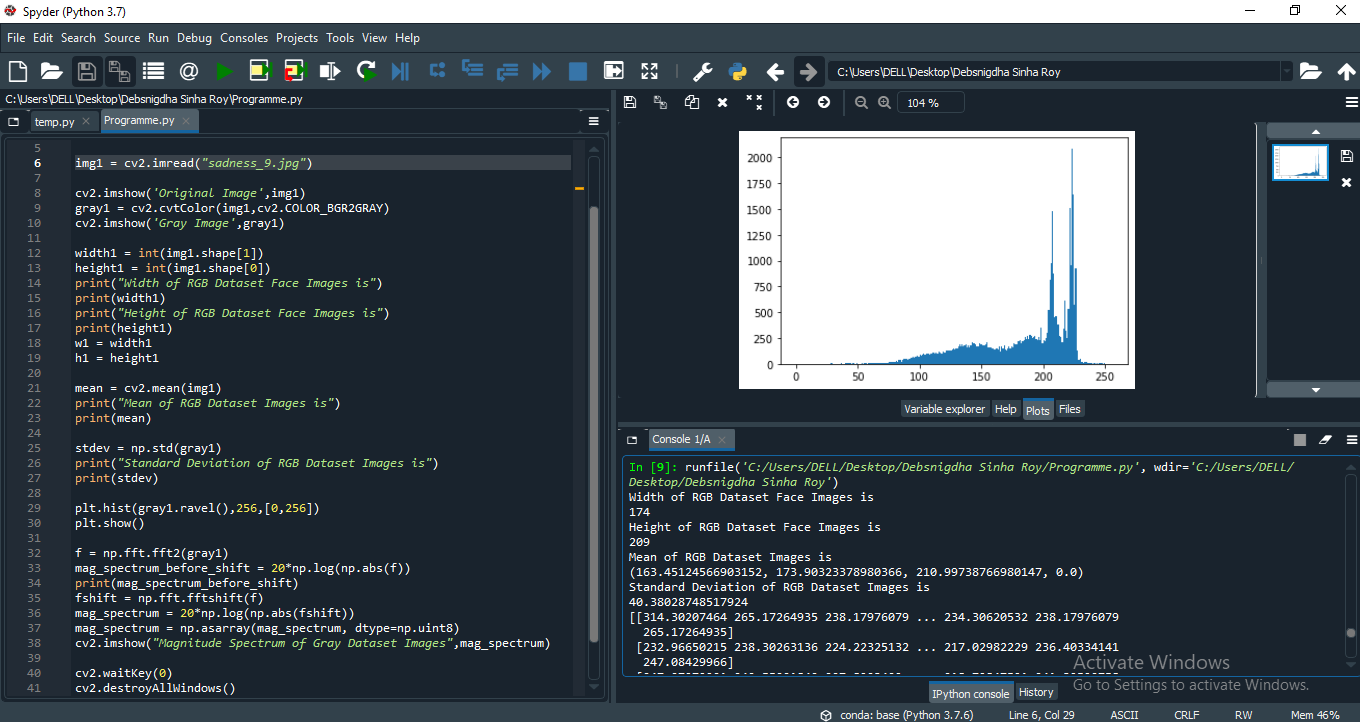 Spyder (Python 3.7)
File Edit Search Source Run Debug Consoles Projects Tools View Help
C:\Users\DELL\Desktop\Debsnigdha Sinha Roy
C:\Users\DELL\Desktop\Debsnigdha Sinha Roy\Programme.py
temp.py
Programme.py
5
6 img1 = cv2.imread("sadness_9.jpg")
7
8 cv2.imshow('Original Image',img1)
9 gray1 = cv2.cvtColor(img1,cv2.COLOR_BGR2GRAY)
10 cv2.imshow('Gray Image',gray1)
11
12 width1 = int(img1.shape[1])
13 height1 = int(img1.shape[0])
14 print("Width of RGB Dataset Face Images is")
15 print(width1)
16 print("Height of RGB Dataset Face Images is")
17 print(height1)
18 w1 = width1
19 h1 = height1
20
21 mean = cv2.mean(img1)
22 print("Mean of RGB Dataset Images is")
23 print(mean)
24
25 stdev = np.std(gray1)
26 print("Standard Deviation of RGB Dataset Images is")
27 print(stdev)
28
29 plt.hist(gray1.ravel(),256,[0,256])
30 plt.show()
31
32 f = np.fft.fft2(gray1)
33 mag_spectrum_before_shift = 20*np.log(np.abs(f))
34 print(mag_spectrum_before_shift)
35 fshift = np.fft.fftshift(f)
36 mag_spectrum = 20*np.log(np.abs(fshift))
37 mag_spectrum = np.asarray(mag_spectrum, dtype=np.uint8)
38 cv2.imshow("Magnitude Spectrum of Gray Dataset Images",mag_spectrum)
39
40 cv2.waitKey(0)
41 cv2.destroyAllWindows()
104 %
2000
1750
1500
1250
1000
750
500
250
0
0 50 100 150 200 250
Variable explorer Help Plots Files
Console 1/A
In [9]: runfile('C:/Users/DELL/Desktop/Debsnigdha Sinha Roy/Programme.py', wdir='C:/Users/DELL/
Desktop/Debsnigdha Sinha Roy')
Width of RGB Dataset Face Images is
174
Height of RGB Dataset Face Images is
209
Mean of RGB Dataset Images is
(163.45124566903152, 173.90323378980366, 210.99738766980147, 0.0)
Standard Deviation of RGB Dataset Images is
40.38028748517924
[[314.30207464 265.17264935 238.17976079 ... 234.30620532 238.17976079
265.17264935]
[232.96650215 238.30263136 224.22325132 ... 217.02982229 236.40334141
247.08429966]
Activate Windows
Go to Settings to activate Windows.
IPython console History
conda: base (Python 3.7.6) Line 6, Col 29 ASCII CRLF RW Mem 46%